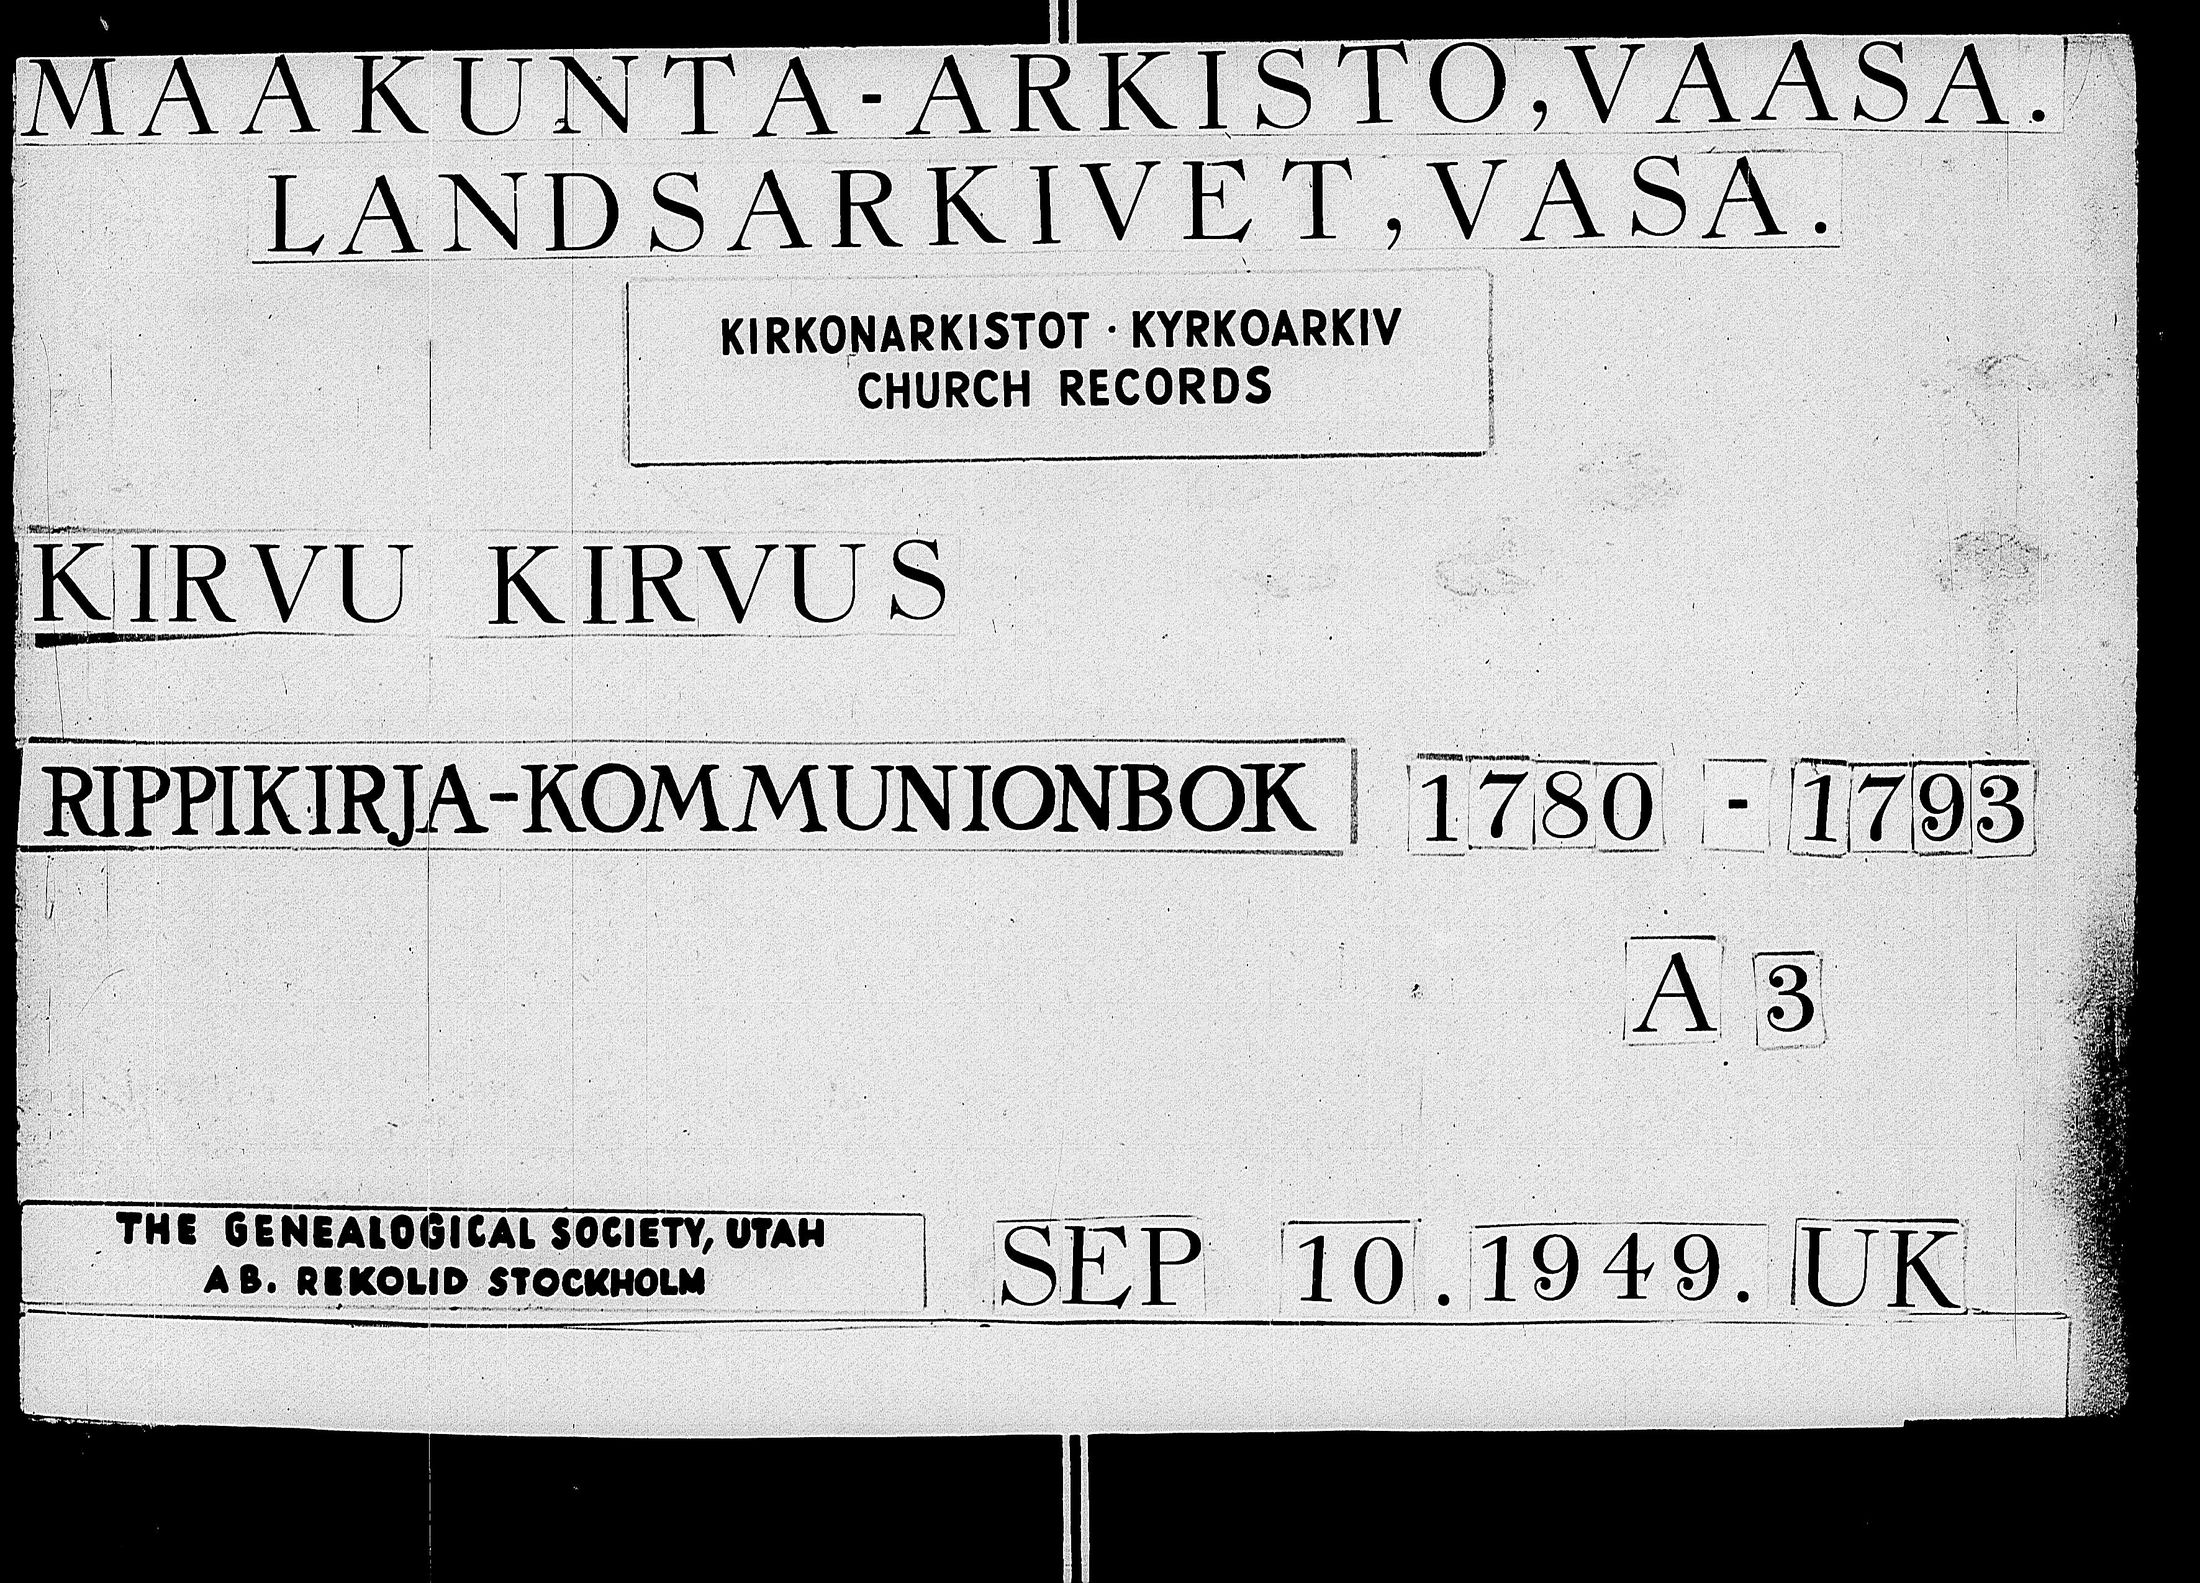 MAAKUNTA-ARKISTO, VAASA.
LANDSARKIVET, VASA.
KIRKONARKISTOT · KYRKOARKIV
CHURCH RECORDS
KIRVU KIRVUS
RIPPIKIRJA-KOMMUNIONBOK 1780 - 1793
A 3
THE GENEALOGICAL SOCIETY, UTAH
AB. REKOLID STOCKHOLM
SEP 10. 1949. UK